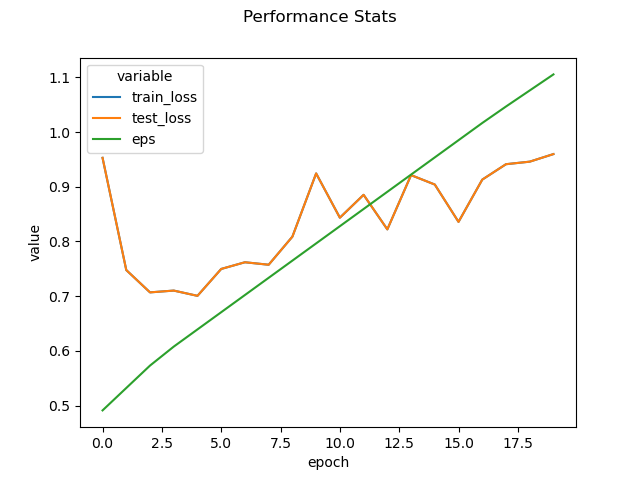 Performance Stats
variable
train_loss
test_loss
eps
1.1
1.0
0.9
0.8
0.7
0.6
0.5
value
0.0 2.5 5.0 7.5 10.0 12.5 15.0 17.5
epoch